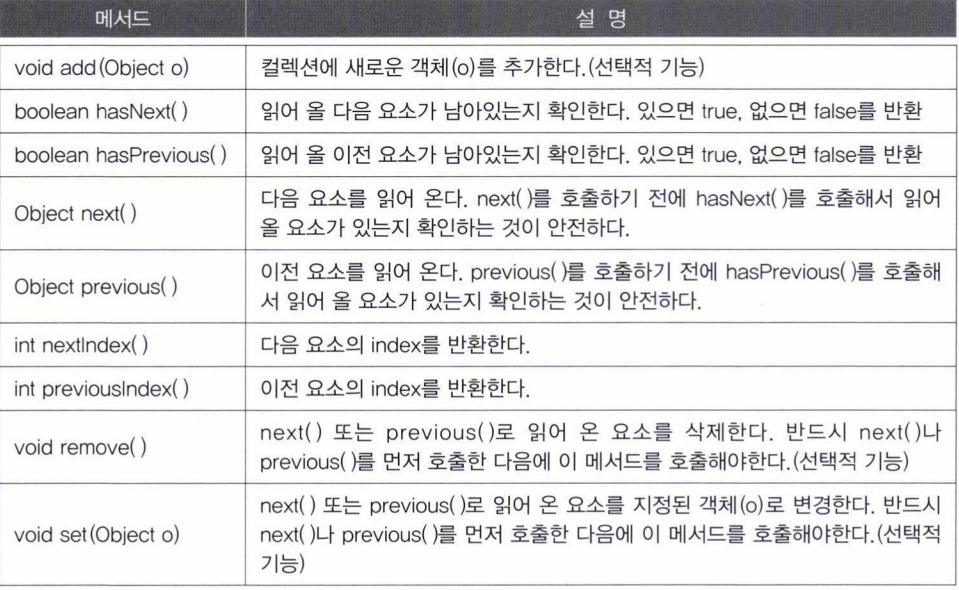 메서드 설 명
void add(Object o) 컬렉션에 새로운 객체(o)를 추가한다.(선택적 기능)
boolean hasNext( ) 읽어 올 다음 요소가 남아있는지 확인한다. 있으면 true, 없으면 false를 반환
boolean hasPrevious( ) 읽어 올 이전 요소가 남아있는지 확인한다. 있으면 true, 없으면 false를 반환
Object next( ) 다음 요소를 읽어 온다. next( )를 호출하기 전에 hasNext( )를 호출해서 읽어
올 요소가 있는지 확인하는 것이 안전하다.
Object previous( ) 이전 요소를 읽어 온다. previous( )를 호출하기 전에 hasPrevious( )를 호출해
서 읽어 올 요소가 있는지 확인하는 것이 안전하다.
int nextIndex( ) 다음 요소의 index를 반환한다.
int previousIndex( ) 이전 요소의 index를 반환한다.
void remove( ) next( ) 또는 previous( )로 읽어 온 요소를 삭제한다. 반드시 next( )나
previous( )를 먼저 호출한 다음에 이 메서드를 호출해야한다.(선택적 기능)
void set(Object o) next( ) 또는 previous( )로 읽어 온 요소를 지정된 객체(o)로 변경한다. 반드시
next( )나 previous( )를 먼저 호출한 다음에 이 메서드를 호출해야한다.(선택적
기능)